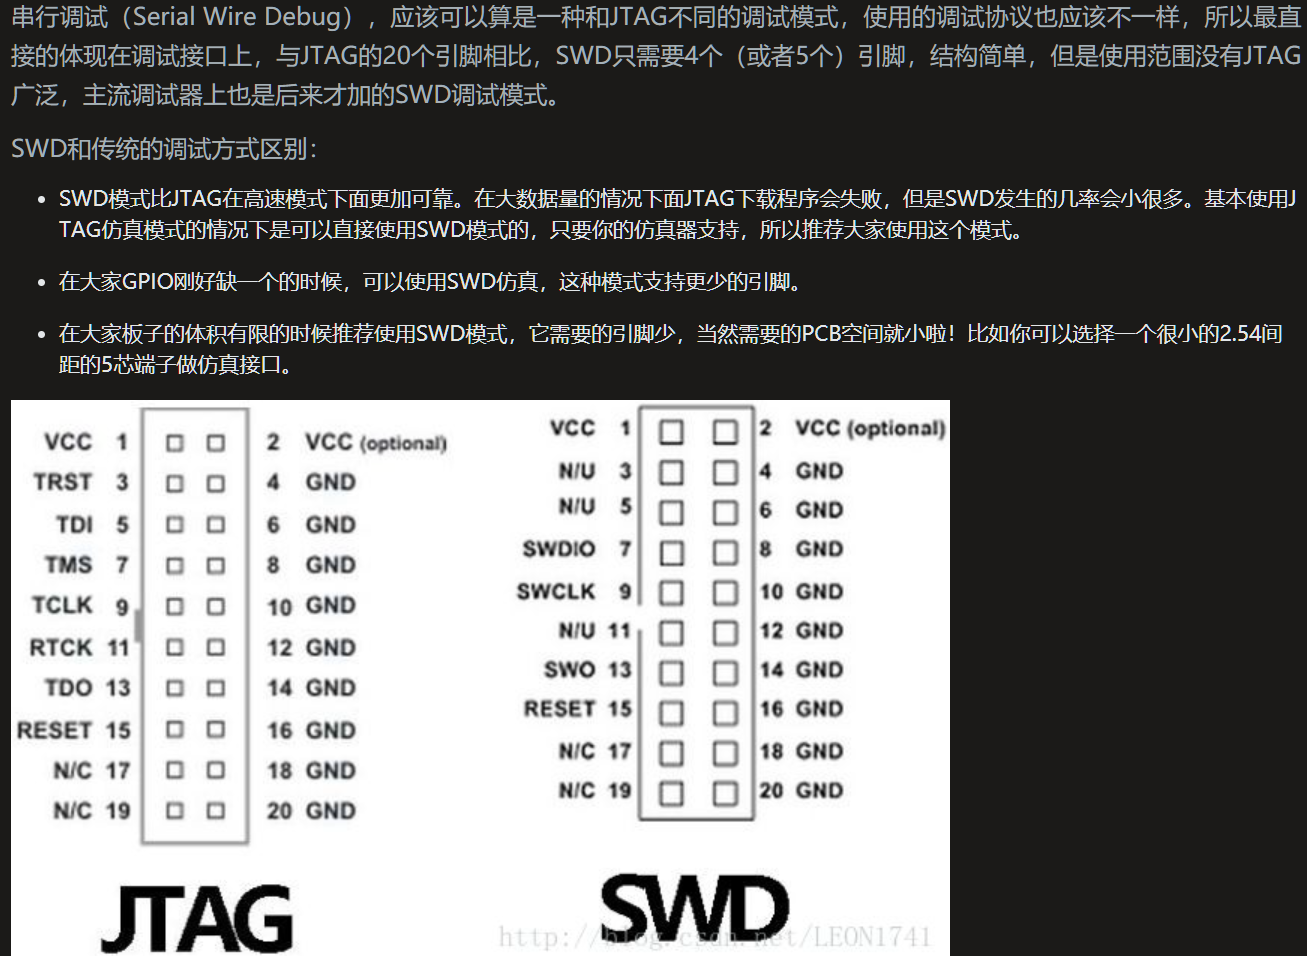 串行调试（Serial Wire Debug），应该可以算是一种和JTAG不同的调试模式，使用的调试协议也应该不一样，所以最直
接的体现在调试接口上，与JTAG的20个引脚相比，SWD只需要4个（或者5个）引脚，结构简单，但是使用范围没有JTAG
广泛，主流调试器上也是后来才加的SWD调试模式。
SWD和传统的调试方式区别：
• SWD模式比JTAG在高速模式下面更加可靠。在大数据量的情况下面JTAG下载程序会失败，但是SWD发生的几率会小很多。基本使用J
TAG仿真模式的情况下是可以直接使用SWD模式的，只要你的仿真器支持，所以推荐大家使用这个模式。
• 在大家GPIO刚好缺一个的时候，可以使用SWD仿真，这种模式支持更少的引脚。
• 在大家板子的体积有限的时候推荐使用SWD模式，它需要的引脚少，当然需要的PCB空间就小啦！比如你可以选择一个很小的2.54间
距的5芯端子做仿真接口。
VCC 1 2 VCC (optional)
TRST 3 4 GND
TDI 5 6 GND
TMS 7 8 GND
TCLK 9 10 GND
RTCK 11 12 GND
TDO 13 14 GND
RESET 15 16 GND
N/C 17 18 GND
N/C 19 20 GND
JTAG
VCC 1 2 VCC (optional)
N/U 3 4 GND
N/U 5 6 GND
SWDIO 7 8 GND
SWCLK 9 10 GND
N/U 11 12 GND
SWO 13 14 GND
RESET 15 16 GND
N/C 17 18 GND
N/C 19 20 GND
SWD
http://blog.csdn.net/LEON1741